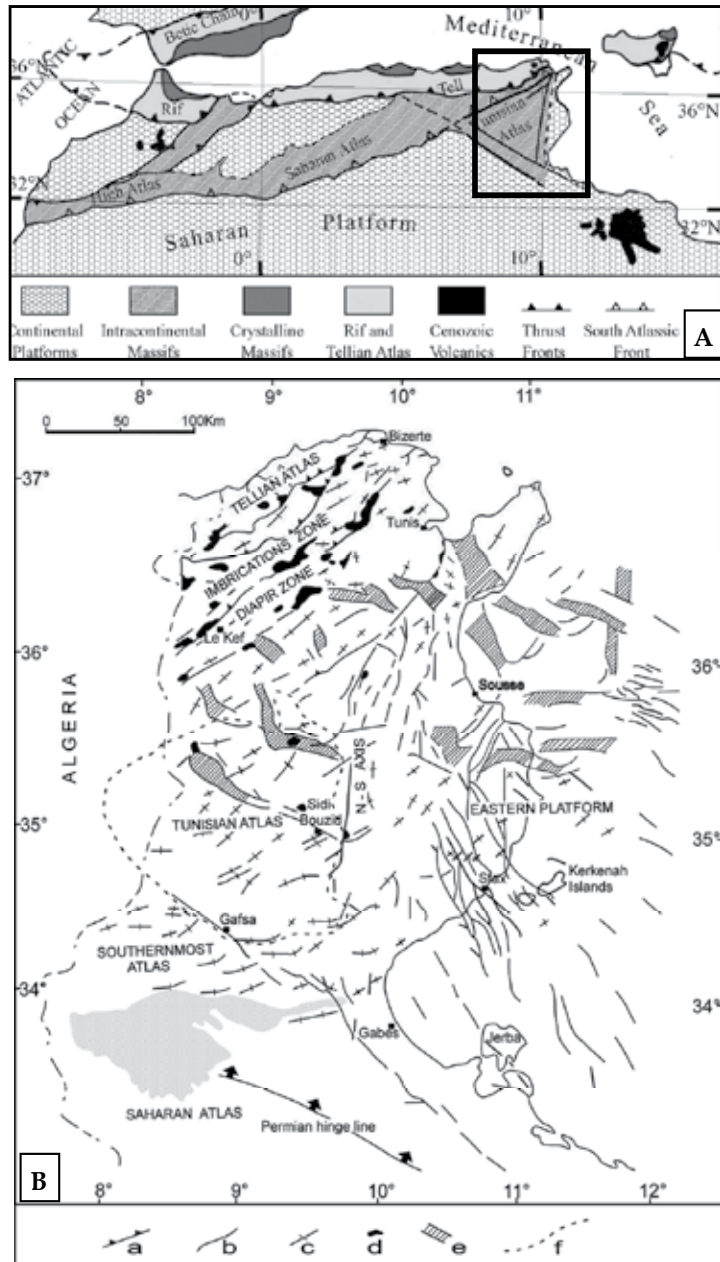 0°
10°
Betic Chain
Mediterranean
Sea
36°
ATLANTIC
OCEAN
Rif
Tell
36°N
Atlas
Saharan Atlas
High Atlas
32°N
Saharan Platform
0°
10°
32°N
Continental Platforms
Intracontinental Massifs
Crystalline Massifs
Rif and Tellian Atlas
Cenozoic Volcanics
Thrust Fronts
South Atlassic Front
A
8° 9° 10° 11°
0 50 100Km
37°
Bizerte
TELLIAN ATLAS
Tunis
IMBRICATIONS ZONE
DIAPIR ZONE
Le Kef
36°
36°
ALGERIA
Sousse
N-S AXIS
Sidi Bouzid
TUNISIAN ATLAS
EASTERN PLATFORM
35°
35°
Sfax
Kerkenah Islands
Gafsa
SOUTHERNMOST ATLAS
34°
34°
Gabes
Jerba
SAHARAN ATLAS
Permian hinge line
B
8° 9° 10° 11° 12°
a b c d e f